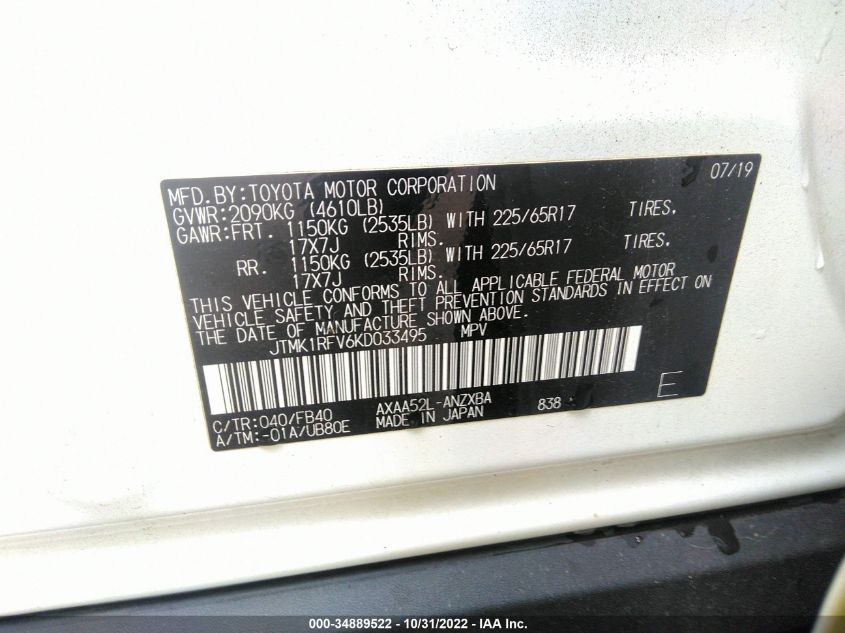 07/19
MFD.BY:TOYOTA MOTOR CORPORATION
GVWR:2090KG (4610LB)
GAWR:FRT. 1150KG (2535LB) WITH 225/65R17 TIRES,
17X7J RIMS.
RR. 1150KG (2535LB) WITH 225/65R17 TIRES,
17X7J RIMS.
THIS VEHICLE CONFORMS TO ALL APPLICABLE FEDERAL MOTOR
VEHICLE SAFETY AND THEFT PREVENTION STANDARDS IN EFFECT ON
THE DATE OF MANUFACTURE SHOWN ABOVE.
JTMK1RFV6KD033495 MPV
E
C/TR:040/FB40 AXAA52L-ANZXBA 838
A/TM:-01A/UB80E MADE IN JAPAN
000-34889522 - 10/31/2022 - IAA Inc.